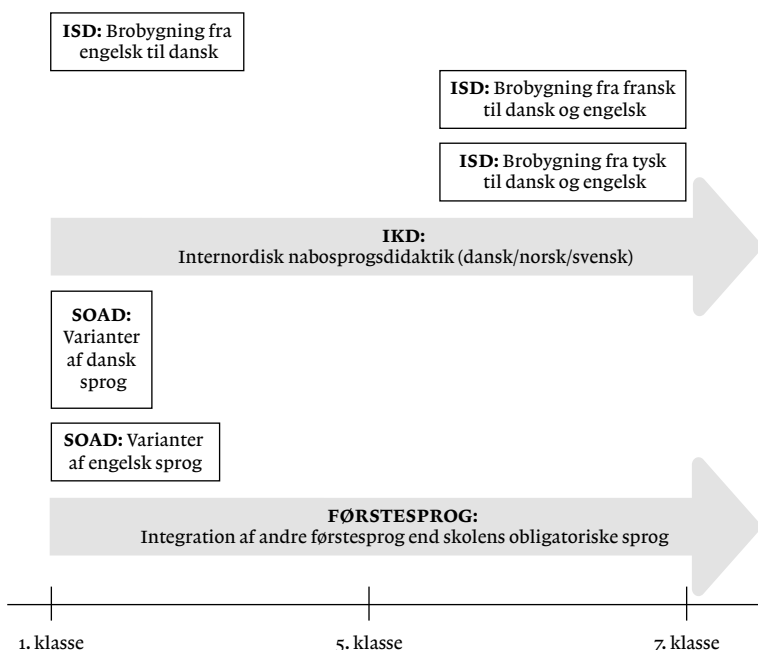 ISD: Brobygning fra
engelsk til dansk
ISD: Brobygning fra fransk
til dansk og engelsk
ISD: Brobygning fra tysk
til dansk og engelsk
IKD:
Internordisk nabosprogsdidaktik (dansk/norsk/svensk)
SOAD:
Varianter
af dansk
sprog
SOAD: Varianter
af engelsk sprog
FØRSTESPROG:
Integration af andre førstesprog end skolens obligatoriske sprog
1. klasse
5. klasse
7. klasse